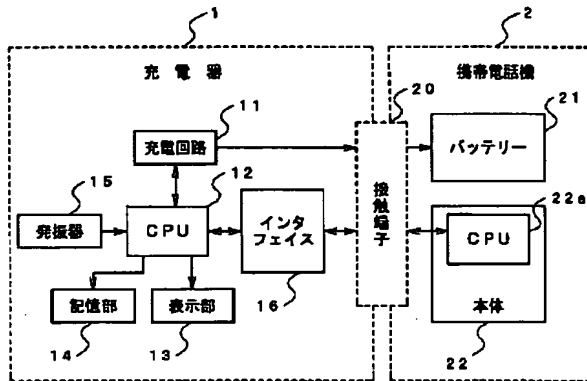 1
2
充電器
携帯電話機
11
20
21
充電回路
バッテリー
15
12
22a
発振器
CPU
インタ
フェイス
接触端子
CPU
記憶部
表示部
16
本体
14
13
22